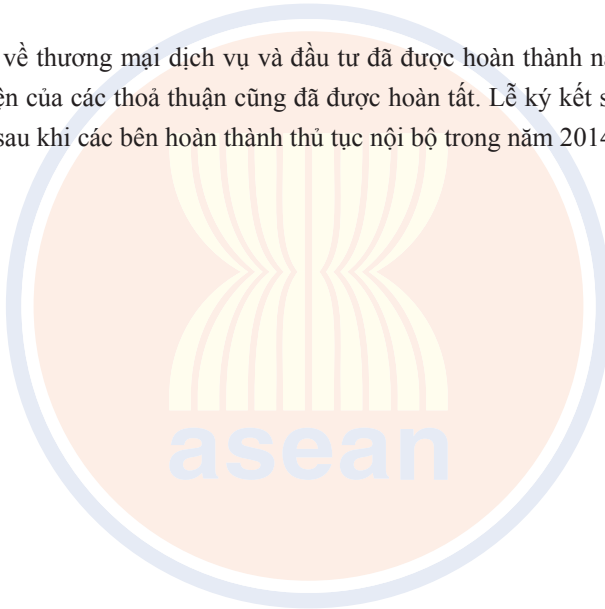 về thương mại dịch vụ và đầu tư đã được hoàn thành
của các thoả thuận cũng đã được hoàn tất. Lễ ký kết
sau khi các bên hoàn thành thủ tục nội bộ trong năm 2014
asean